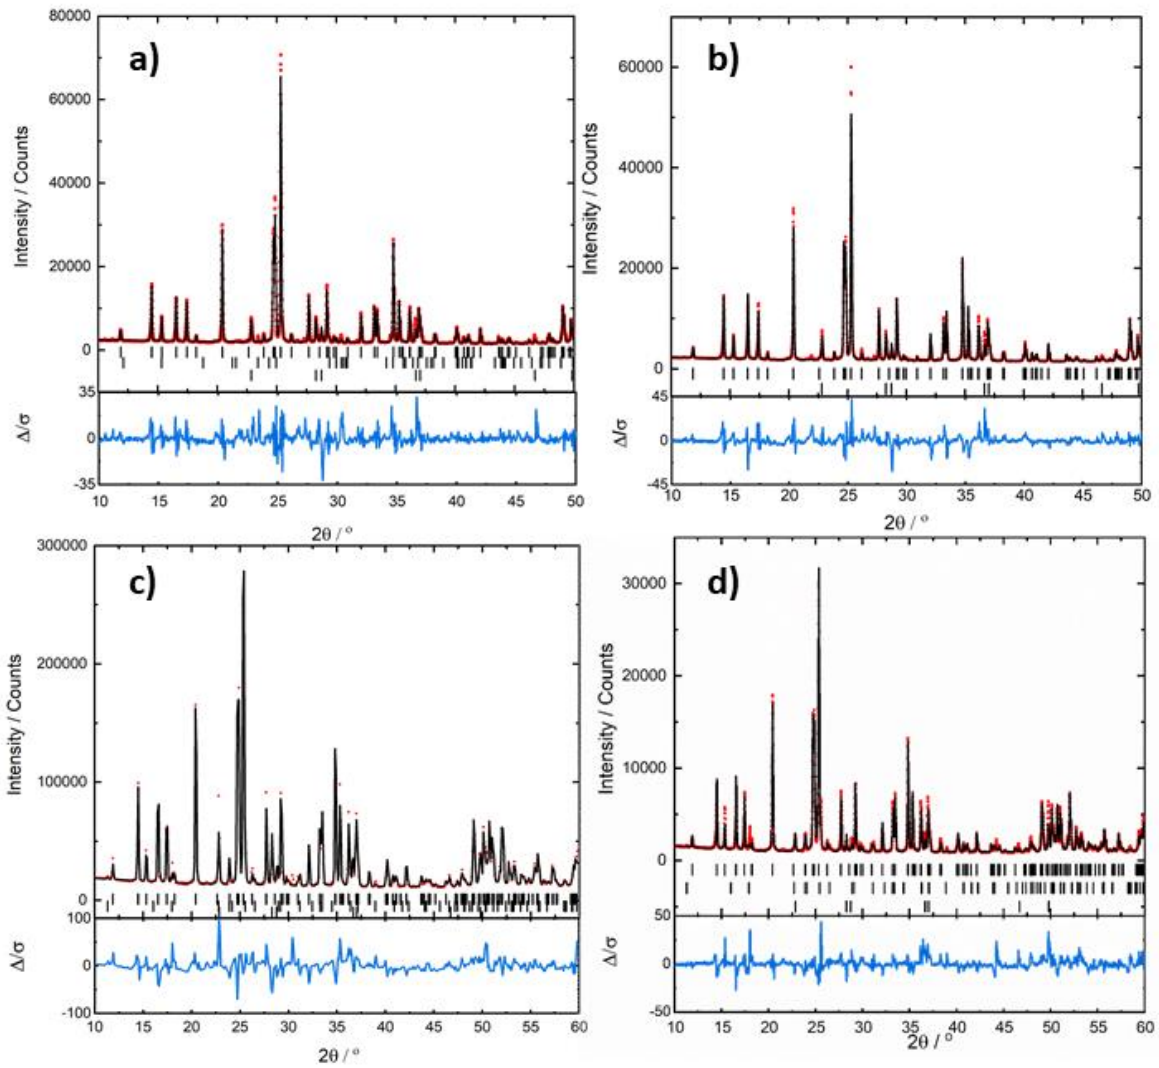 a)
80000
60000
40000
20000
0
Intensity / Counts
35
0
-35
Δ/σ
10 15 20 25 30 35 40 45 50
2θ / °
b)
60000
40000
20000
0
Intensity / Counts
45
0
-45
Δ/σ
10 15 20 25 30 35 40 45 50
2θ / °
c)
300000
200000
100000
0
Intensity / Counts
100
0
-100
Δ/σ
10 15 20 25 30 35 40 45 50 55 60
2θ / °
d)
30000
20000
10000
0
Intensity / Counts
50
0
-50
Δ/σ
10 15 20 25 30 35 40 45 50 55 60
2θ / °